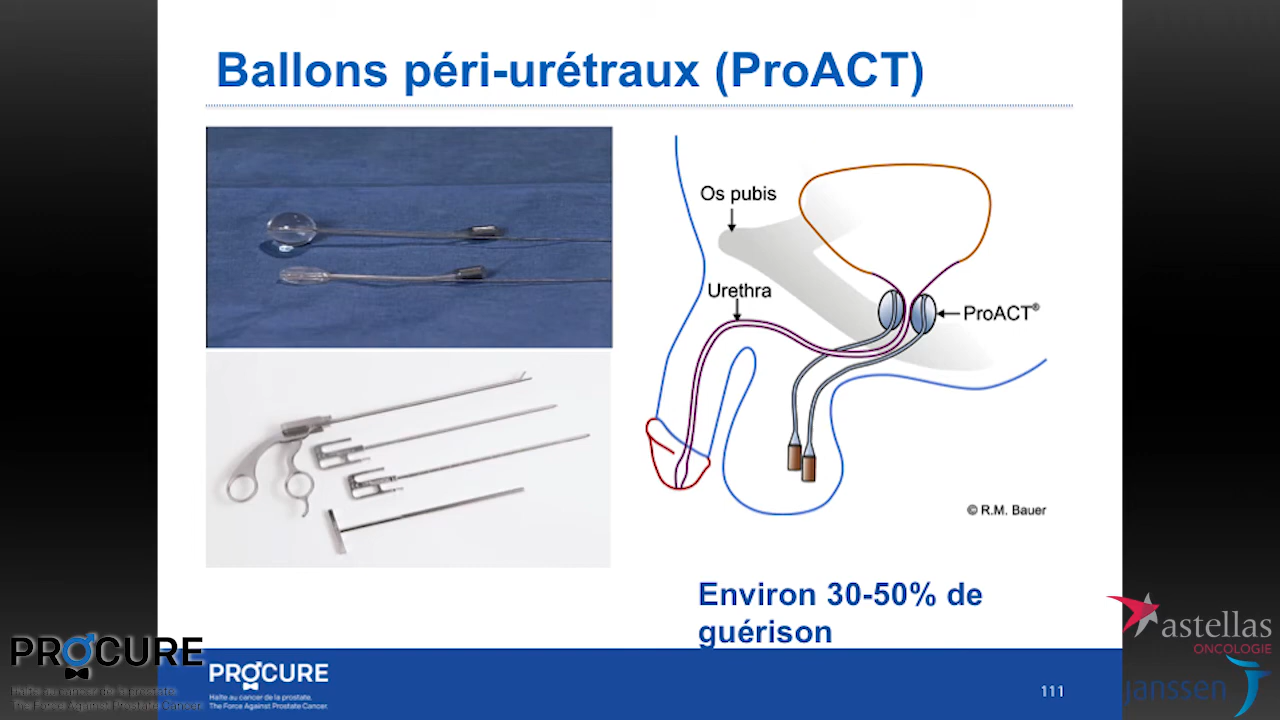 Ballons péri-urétraux (ProACT)
Os pubis
Urethra
ProACT®
© R.M. Bauer
Environ 30-50% de
guérison
PROCURE
Halte au cancer de la prostate.
The Force Against Prostate Cancer.
PROCURE
Halte au cancer de la prostate.
The Force Against Prostate Cancer.
111
astellas
ONCOLOGIE
janssen